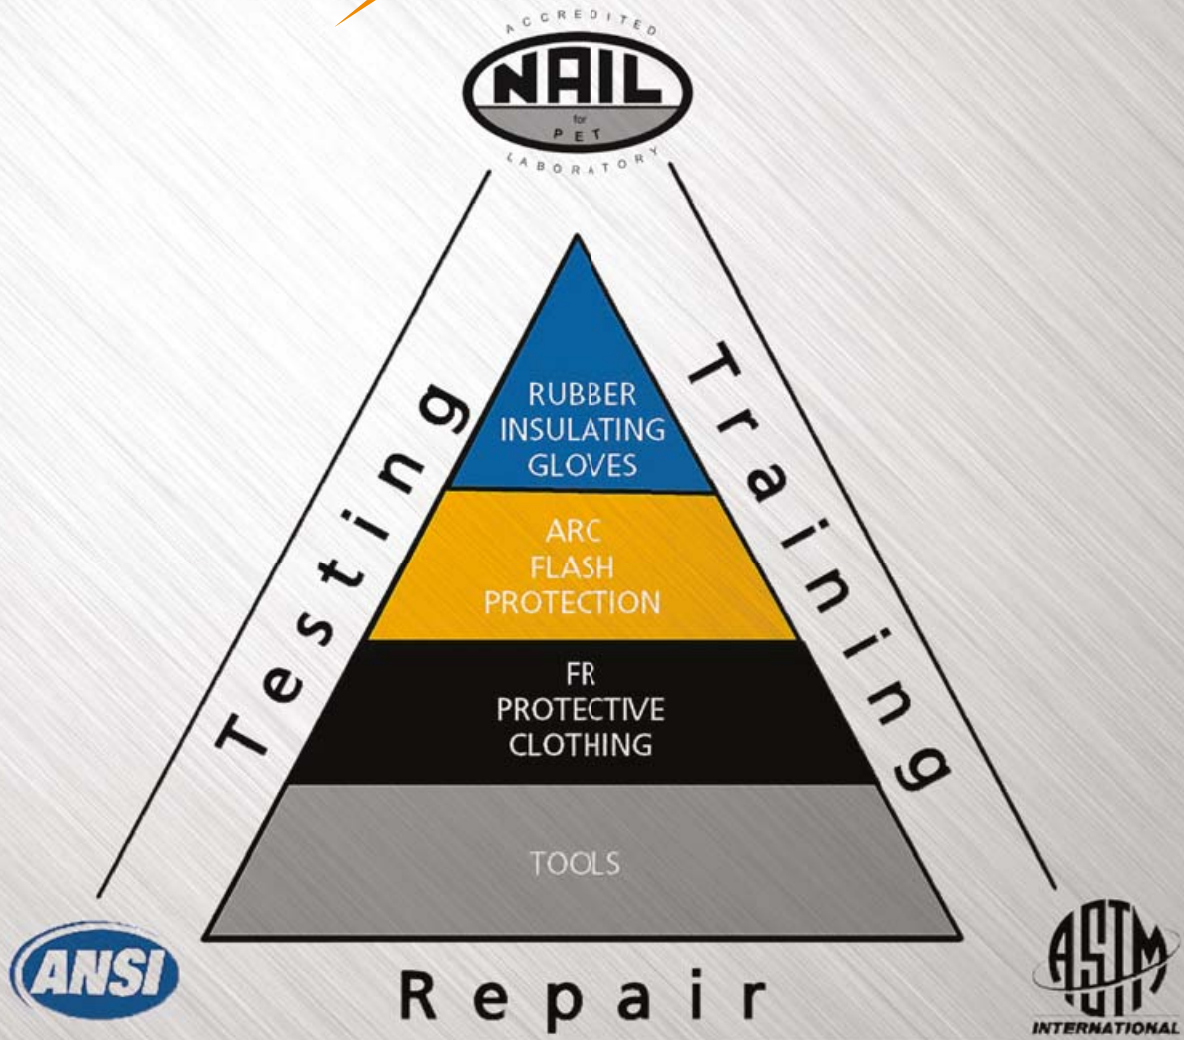 ACCREDITED
NAIL
for
PET
LABORATORY
Testing
Training
RUBBER
INSULATING
GLOVES
ARC
FLASH
PROTECTION
FR
PROTECTIVE
CLOTHING
TOOLS
ANSI
Repair
ASTM
INTERNATIONAL